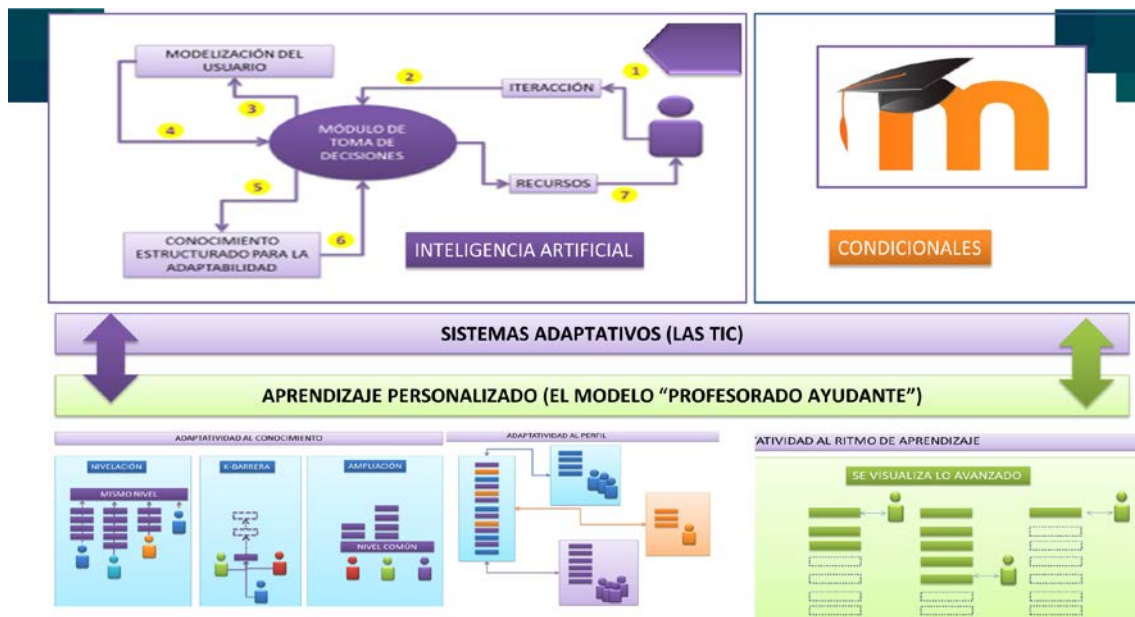 MODELIZACIÓN DEL
USUARIO
1
2
ITERACCIÓN
3
4
MÓDULO DE
TOMA DE
DECISIONES
5
RECURSOS
7
6
CONOCIMIENTO
ESTRUCTURADO PARA LA
ADAPTABILIDAD
INTELIGENCIA ARTIFICIAL
m
CONDICIONALES
SISTEMAS ADAPTATIVOS (LAS TIC)
APRENDIZAJE PERSONALIZADO (EL MODELO “PROFESORADO AYUDANTE”)
ADAPTATIVIDAD AL CONOCIMIENTO
NIVELACIÓN
MISMO NIVEL
K-BARRERA
AMPLIACIÓN
NIVEL COMÚN
ADAPTATIVIDAD AL PERFIL
ATIVIDAD AL RITMO DE APRENDIZAJE
SE VISUALIZA LO AVANZADO